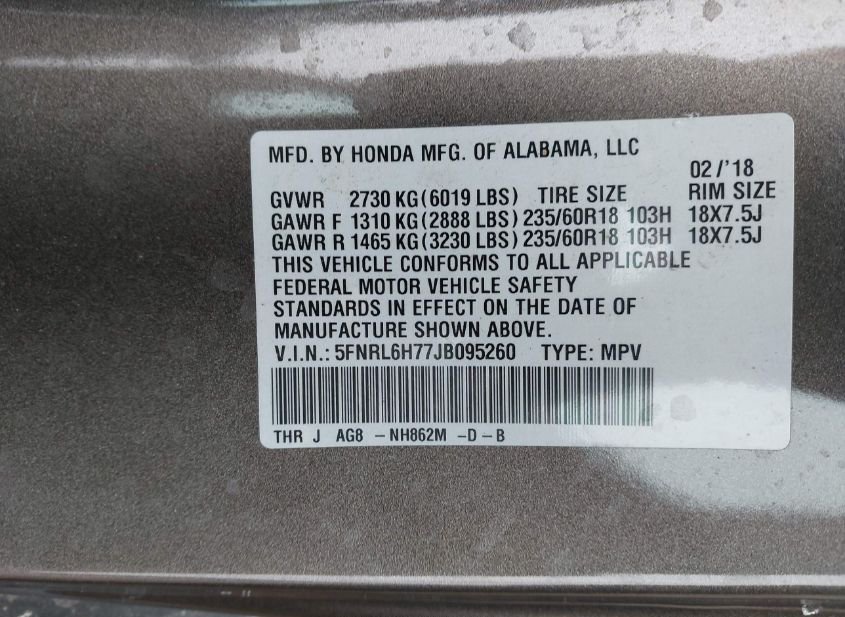 MFD. BY HONDA MFG. OF ALABAMA, LLC
02/'18
GVWR 2730 KG(6019 LBS) TIRE SIZE RIM SIZE
GAWR F 1310 KG(2888 LBS) 235/60R18 103H 18X7.5J
GAWR R 1465 KG(3230 LBS) 235/60R18 103H 18X7.5J
THIS VEHICLE CONFORMS TO ALL APPLICABLE
FEDERAL MOTOR VEHICLE SAFETY
STANDARDS IN EFFECT ON THE DATE OF
MANUFACTURE SHOWN ABOVE.
V.I.N.: 5FNRL6H77JB095260 TYPE: MPV
THR J AG8 -NH862M -D-B